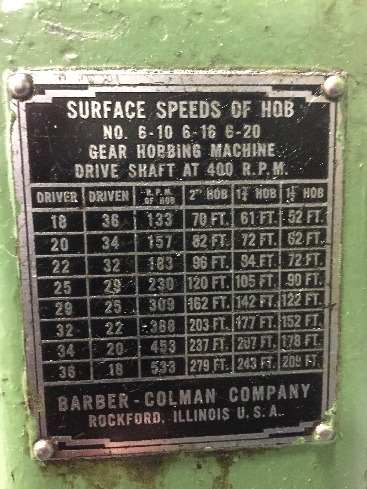 SURFACE SPEEDS OF HOB
NO. 6-10 6-16 6-20
GEAR HOBBING MACHINE
DRIVE SHAFT AT 400 R.P.M.
DRIVER DRIVEN R.P.M. OF HOB 2" HOB 1¾" HOB 1½" HOB
18 36 133 70 FT. 61 FT. 52 FT.
20 34 157 82 FT. 72 FT. 62 FT.
22 32 183 96 FT. 94 FT. 72 FT.
25 29 230 120 FT. 105 FT. 90 FT.
29 25 309 162 FT. 142 FT. 122 FT.
32 22 388 203 FT. 177 FT. 152 FT.
34 20 453 237 FT. 207 FT. 178 FT.
36 18 533 279 FT. 243 FT. 209 FT.
BARBER-COLMAN COMPANY
ROCKFORD, ILLINOIS U.S.A.